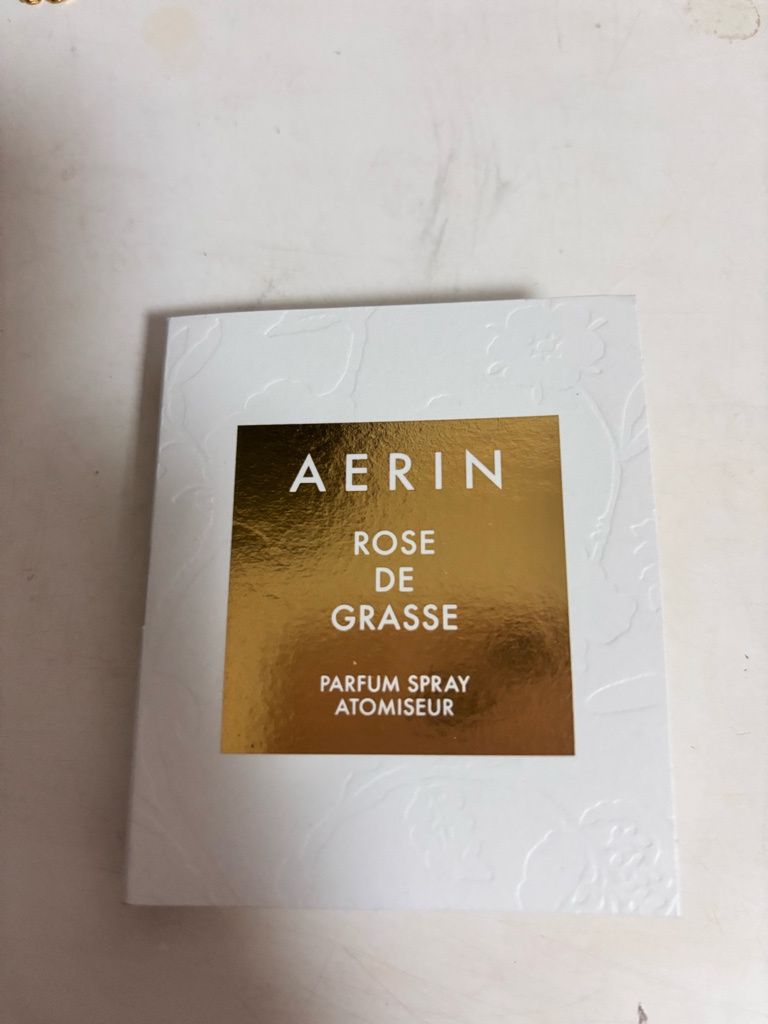 AERIN
ROSE
DE
GRASSE
PARFUM SPRAY
ATOMISEUR